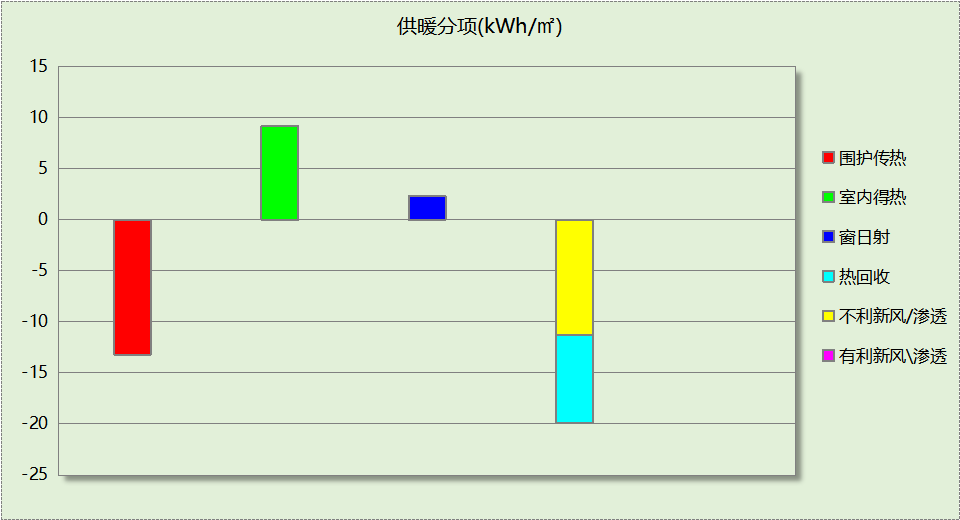 供暖分项(kWh/㎡)
15
10
5
0
-5
-10
-15
-20
-25
围护传热
室内得热
窗日射
热回收
不利新风/渗透
有利新风\渗透